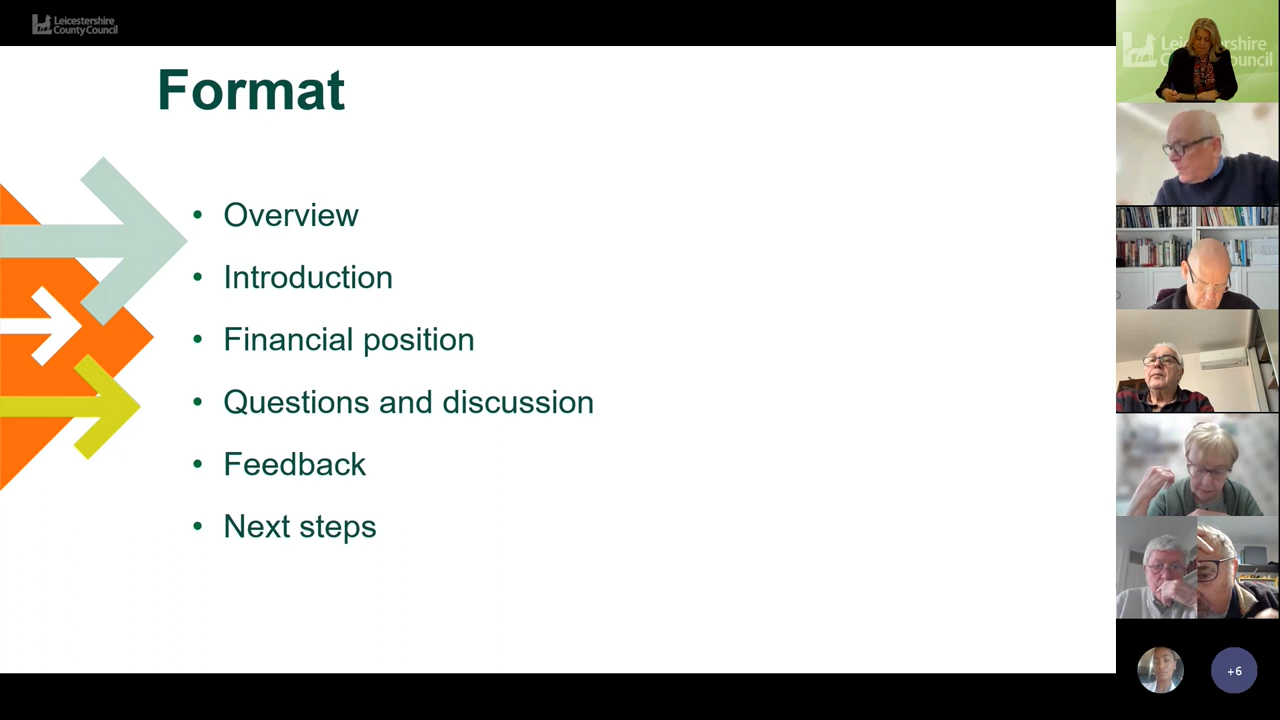 Leicestershire
County Council
Format
• Overview
• Introduction
• Financial position
• Questions and discussion
• Feedback
• Next steps
+6